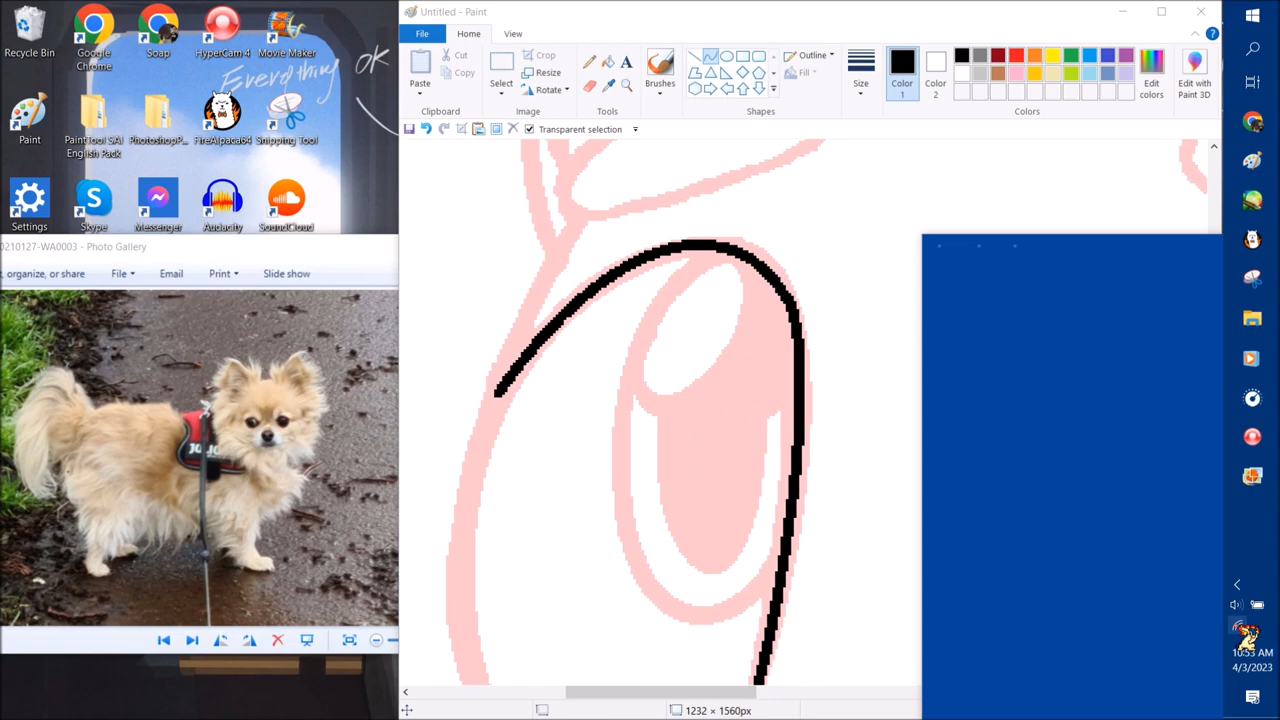 Recycle Bin
Google Chrome
Soap
HyperCam 4
Movie Maker
Everything
ok
Paint
PaintTool SAI English Pack
PhotoshopP...
FireAlpaca64
Snipping Tool
Settings
Skype
Messenger
Audacity
SoundCloud
0210127-WA0003 - Photo Gallery
, organize, or share
File
Email
Print
Slide show
Untitled - Paint
File
Home
View
Paste
Cut
Copy
Clipboard
Select
Crop
Resize
Rotate
Image
A
Tools
Brushes
Outline
Fill
Shapes
Size
Color 1
Color 2
Edit colors
Colors
Edit with Paint 3D
Transparent selection
1232 × 1560px
10:53 AM
4/3/2023